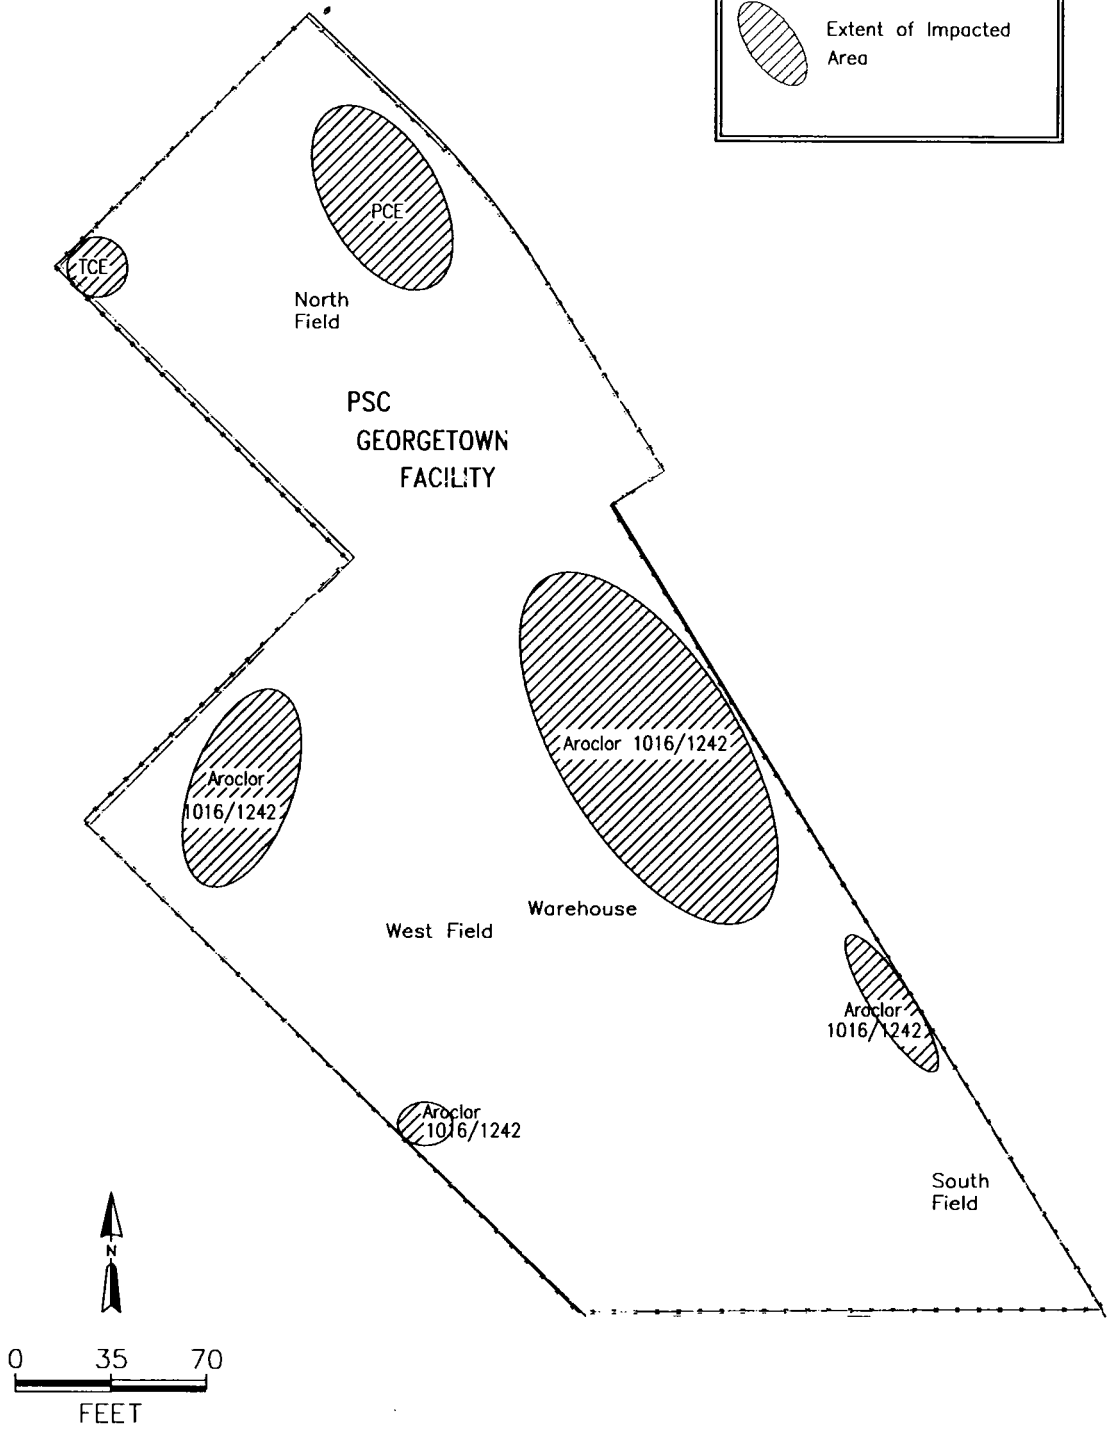 Extent of Impacted
Area
PCE
TCE
North
Field
PSC
GEORGETOWN
FACILITY
Aroclor 1016/1242
Aroclor
1016/1242
Warehouse
West Field
Aroclor
1016/1242
Aroclor
1016/1242
South
Field
N
0 35 70
FEET